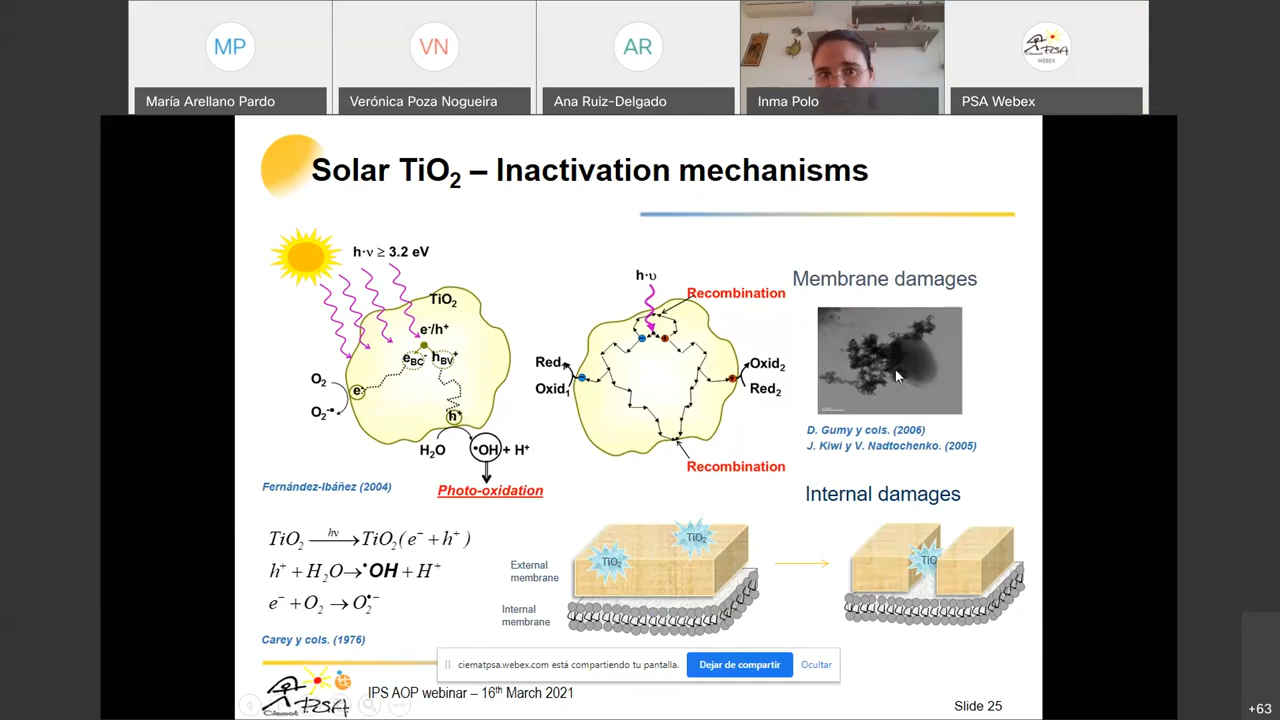 MP
VN
AR
María Arellano Pardo
Verónica Poza Nogueira
Ana Ruiz-Delgado
Inma Polo
PSA Webex
Solar TiO2 – Inactivation mechanisms
h·ν ≥ 3.2 eV
TiO2
e-/h+
eBC-
hBV+
O2
e-
O2-•
h+
H2O
•OH + H+
Photo-oxidation
Fernández-Ibáñez (2004)
h·υ
Recombination
Red1
Oxid1
Oxid2
Red2
Recombination
Membrane damages
D. Gumy y cols. (2006)
J. Kiwi y V. Nadtochenko. (2005)
Internal damages
TiO2 —hν→ TiO2 (e− + h+)
h+ + H2O → •OH + H+
e− + O2 → O2•−
Carey y cols. (1976)
External
membrane
Internal
membrane
TiO2
TiO2
TiO
ciematpsa.webex.com está compartiendo tu pantalla.
Dejar de compartir
Ocultar
IPS AOP webinar – 16th March 2021
Slide 25
+63